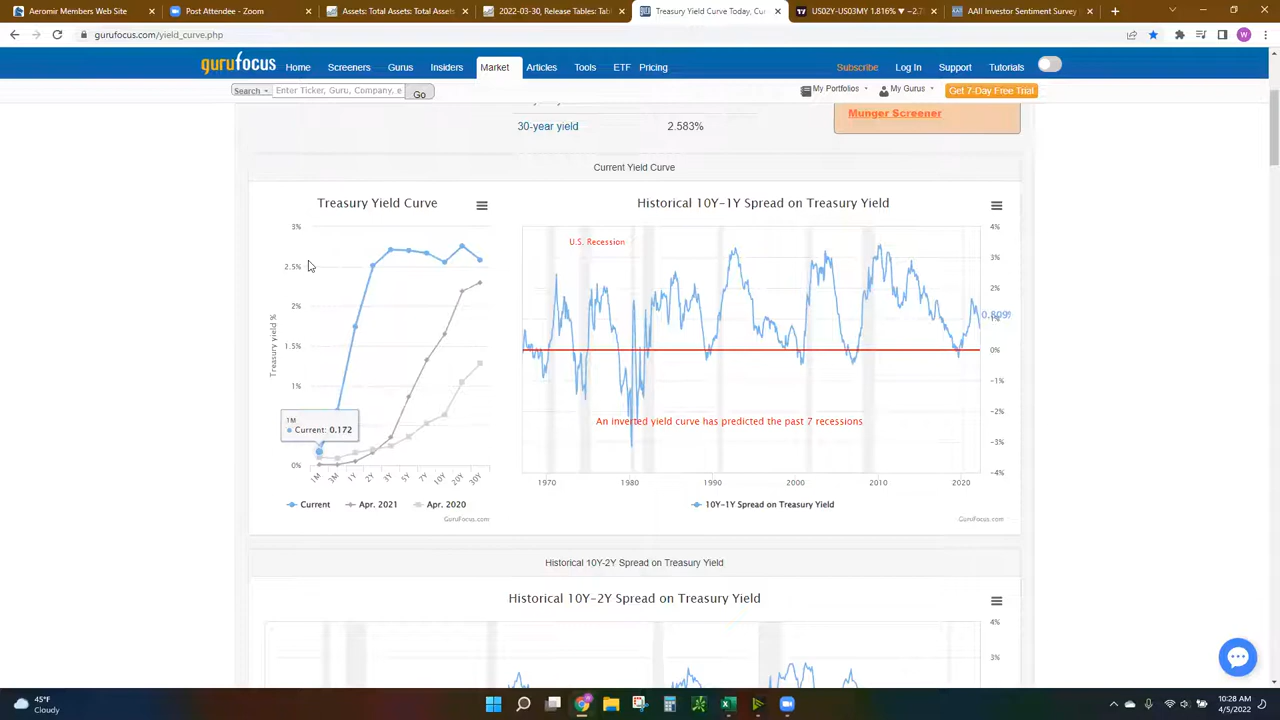 Aeromir Members Web Site
Post Attendee - Zoom
Assets: Total Assets: Total Assets
2022-03-30, Release Tables: Tabl
Treasury Yield Curve Today, Cu
US02Y-US03MY 1.816% ▼ −2.7
AAII Investor Sentiment Survey
gurufocus.com/yield_curve.php
W
gurufocus
Home
Screeners
Gurus
Insiders
Market
Articles
Tools
ETF
Pricing
Subscribe
Log In
Support
Tutorials
Search
Enter Ticker, Guru, Company, e
Go
My Portfolios
My Gurus
Get 7-Day Free Trial
30-year yield 2.583%
Munger Screener
Current Yield Curve
Treasury Yield Curve
3%
2.5%
2%
1.5%
1%
0%
Treasury yield %
1M
Current: 0.172
1M 3M 1Y 2Y 3Y 5Y 7Y 10Y 20Y 30Y
Current Apr. 2021 Apr. 2020
GuruFocus.com
Historical 10Y-1Y Spread on Treasury Yield
U.S. Recession
4%
3%
2%
1%
0%
−1%
−2%
−3%
−4%
An inverted yield curve has predicted the past 7 recessions
1970 1980 1990 2000 2010 2020
10Y-1Y Spread on Treasury Yield
GuruFocus.com
Historical 10Y-2Y Spread on Treasury Yield
Historical 10Y-2Y Spread on Treasury Yield
4%
3%
45°F
Cloudy
10:28 AM
4/5/2022